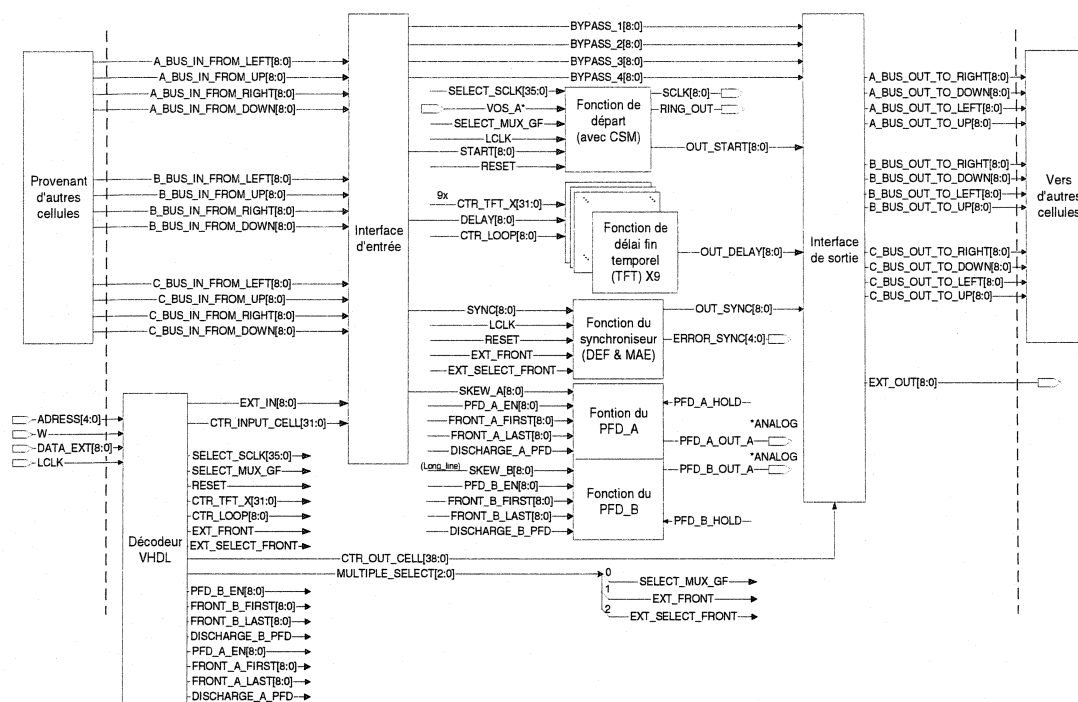 Provenant
d'autres
cellules
A_BUS_IN_FROM_LEFT[8:0]
A_BUS_IN_FROM_UP[8:0]
A_BUS_IN_FROM_RIGHT[8:0]
A_BUS_IN_FROM_DOWN[8:0]
B_BUS_IN_FROM_LEFT[8:0]
B_BUS_IN_FROM_UP[8:0]
B_BUS_IN_FROM_RIGHT[8:0]
B_BUS_IN_FROM_DOWN[8:0]
C_BUS_IN_FROM_LEFT[8:0]
C_BUS_IN_FROM_UP[8:0]
C_BUS_IN_FROM_RIGHT[8:0]
C_BUS_IN_FROM_DOWN[8:0]
Interface
d'entrée
BYPASS_1[8:0]
BYPASS_2[8:0]
BYPASS_3[8:0]
BYPASS_4[8:0]
SELECT_SCLK[35:0]
VOS_A*
SELECT_MUX_GF
LCLK
START[8:0]
RESET
Fonction de
départ
(avec CSM)
SCLK[8:0]
RING_OUT
OUT_START[8:0]
9x
CTR_TFT_X[31:0]
DELAY[8:0]
CTR_LOOP[8:0]
Fonction de
délai fin
temporel
(TFT) X9
OUT_DELAY[8:0]
SYNC[8:0]
LCLK
RESET
EXT_FRONT
EXT_SELECT_FRONT
Fonction du
synchroniseur
(DEF & MAE)
OUT_SYNC[8:0]
ERROR_SYNC[4:0]
SKEW_A[8:0]
PFD_A_EN[8:0]
FRONT_A_FIRST[8:0]
FRONT_A_LAST[8:0]
DISCHARGE_A_PFD
Fontion du
PFD_A
PFD_A_HOLD
*ANALOG
PFD_A_OUT_A
*ANALOG
(Long_line)
SKEW_B[8:0]
PFD_B_EN[8:0]
FRONT_B_FIRST[8:0]
FRONT_B_LAST[8:0]
DISCHARGE_B_PFD
Fonction du
PFD_B
PFD_B_OUT_A
PFD_B_HOLD
Interface
de sortie
A_BUS_OUT_TO_RIGHT[8:0]
A_BUS_OUT_TO_DOWN[8:0]
A_BUS_OUT_TO_LEFT[8:0]
A_BUS_OUT_TO_UP[8:0]
B_BUS_OUT_TO_RIGHT[8:0]
B_BUS_OUT_TO_DOWN[8:0]
B_BUS_OUT_TO_LEFT[8:0]
B_BUS_OUT_TO_UP[8:0]
C_BUS_OUT_TO_RIGHT[8:0]
C_BUS_OUT_TO_DOWN[8:0]
C_BUS_OUT_TO_LEFT[8:0]
C_BUS_OUT_TO_UP[8:0]
EXT_OUT[8:0]
Vers
d'autres
cellules
ADRESS[4:0]
W
DATA_EXT[8:0]
LCLK
Décodeur
VHDL
EXT_IN[8:0]
CTR_INPUT_CELL[31:0]
SELECT_SCLK[35:0]
SELECT_MUX_GF
RESET
CTR_TFT_X[31:0]
CTR_LOOP[8:0]
EXT_FRONT
EXT_SELECT_FRONT
CTR_OUT_CELL[38:0]
MULTIPLE_SELECT[2:0]
0
SELECT_MUX_GF
1
EXT_FRONT
2
EXT_SELECT_FRONT
PFD_B_EN[8:0]
FRONT_B_FIRST[8:0]
FRONT_B_LAST[8:0]
DISCHARGE_B_PFD
PFD_A_EN[8:0]
FRONT_A_FIRST[8:0]
FRONT_A_LAST[8:0]
DISCHARGE_A_PFD